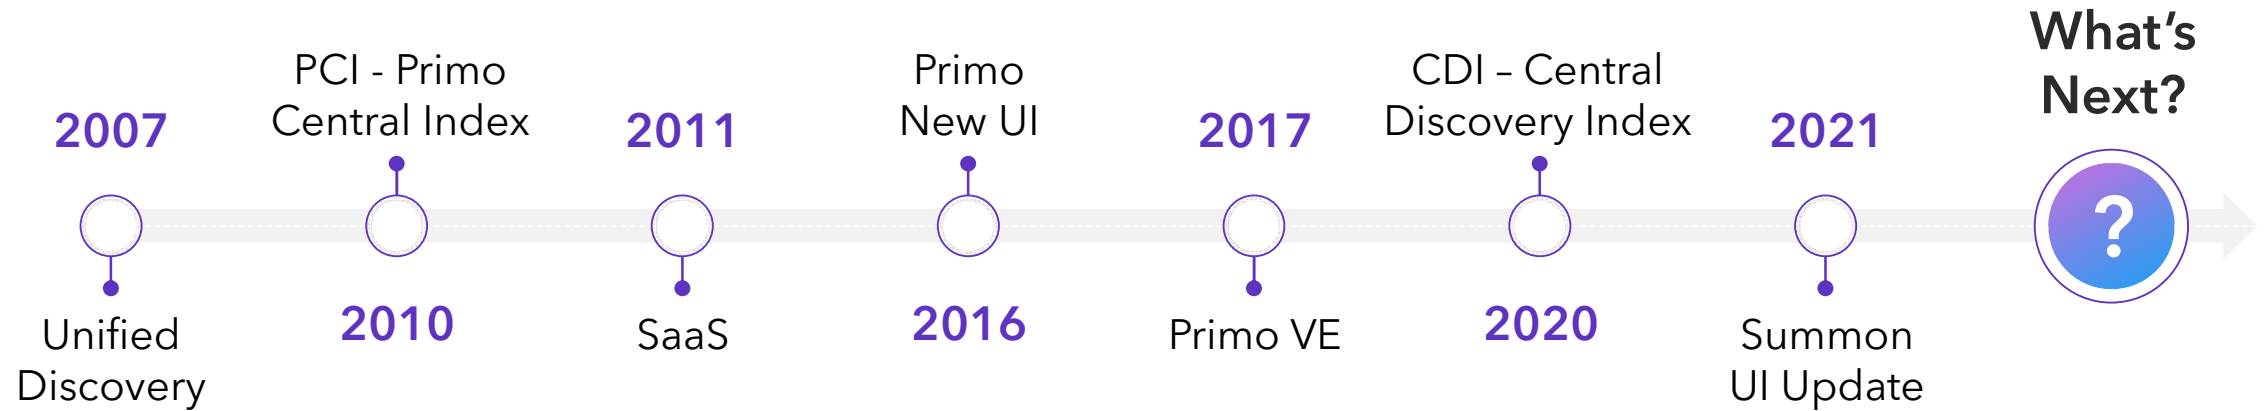 2007
Unified
Discovery
PCI - Primo
Central Index
2010
2011
SaaS
Primo
New UI
2016
2017
Primo VE
CDI – Central
Discovery Index
2020
2021
Summon
UI Update
What’s
Next?
?